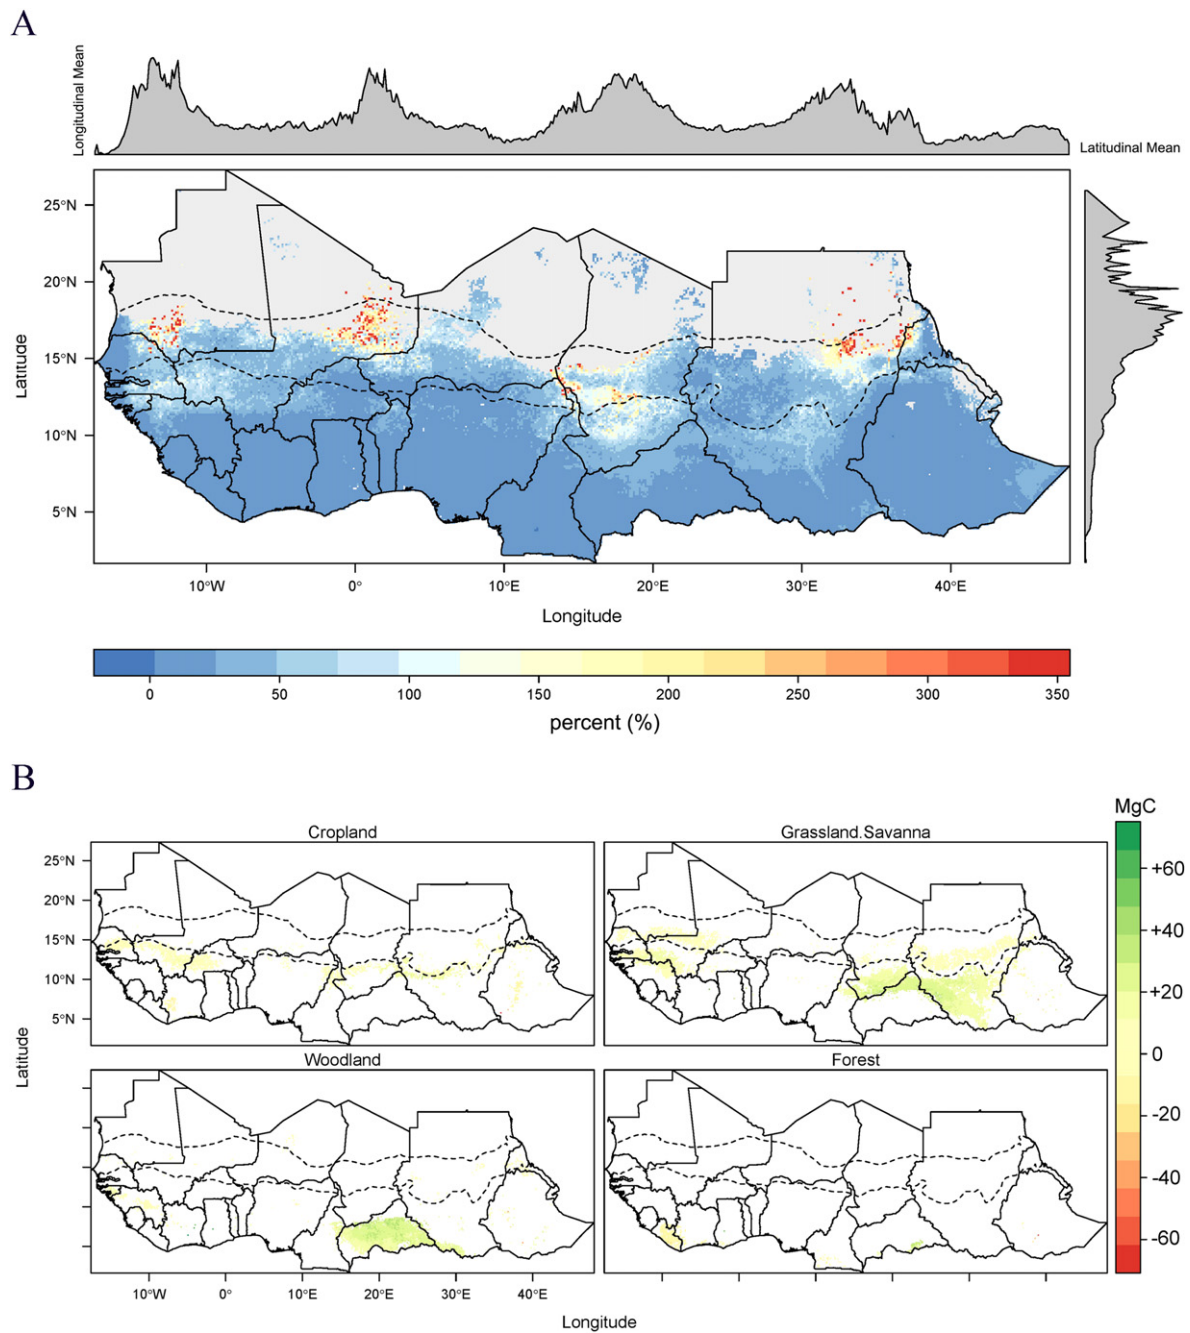 A
Longitudinal Mean
Latitudinal Mean
25°N
20°N
15°N
10°N
5°N
Latitude
10°W 0° 10°E 20°E 30°E 40°E
Longitude
0 50 100 150 200 250 300 350
percent (%)
B
MgC
Cropland Grassland.Savanna
25°N
20°N
15°N
10°N
5°N
+60
+40
+20
0
-20
-40
-60
Latitude
Woodland Forest
10°W 0° 10°E 20°E 30°E 40°E
Longitude